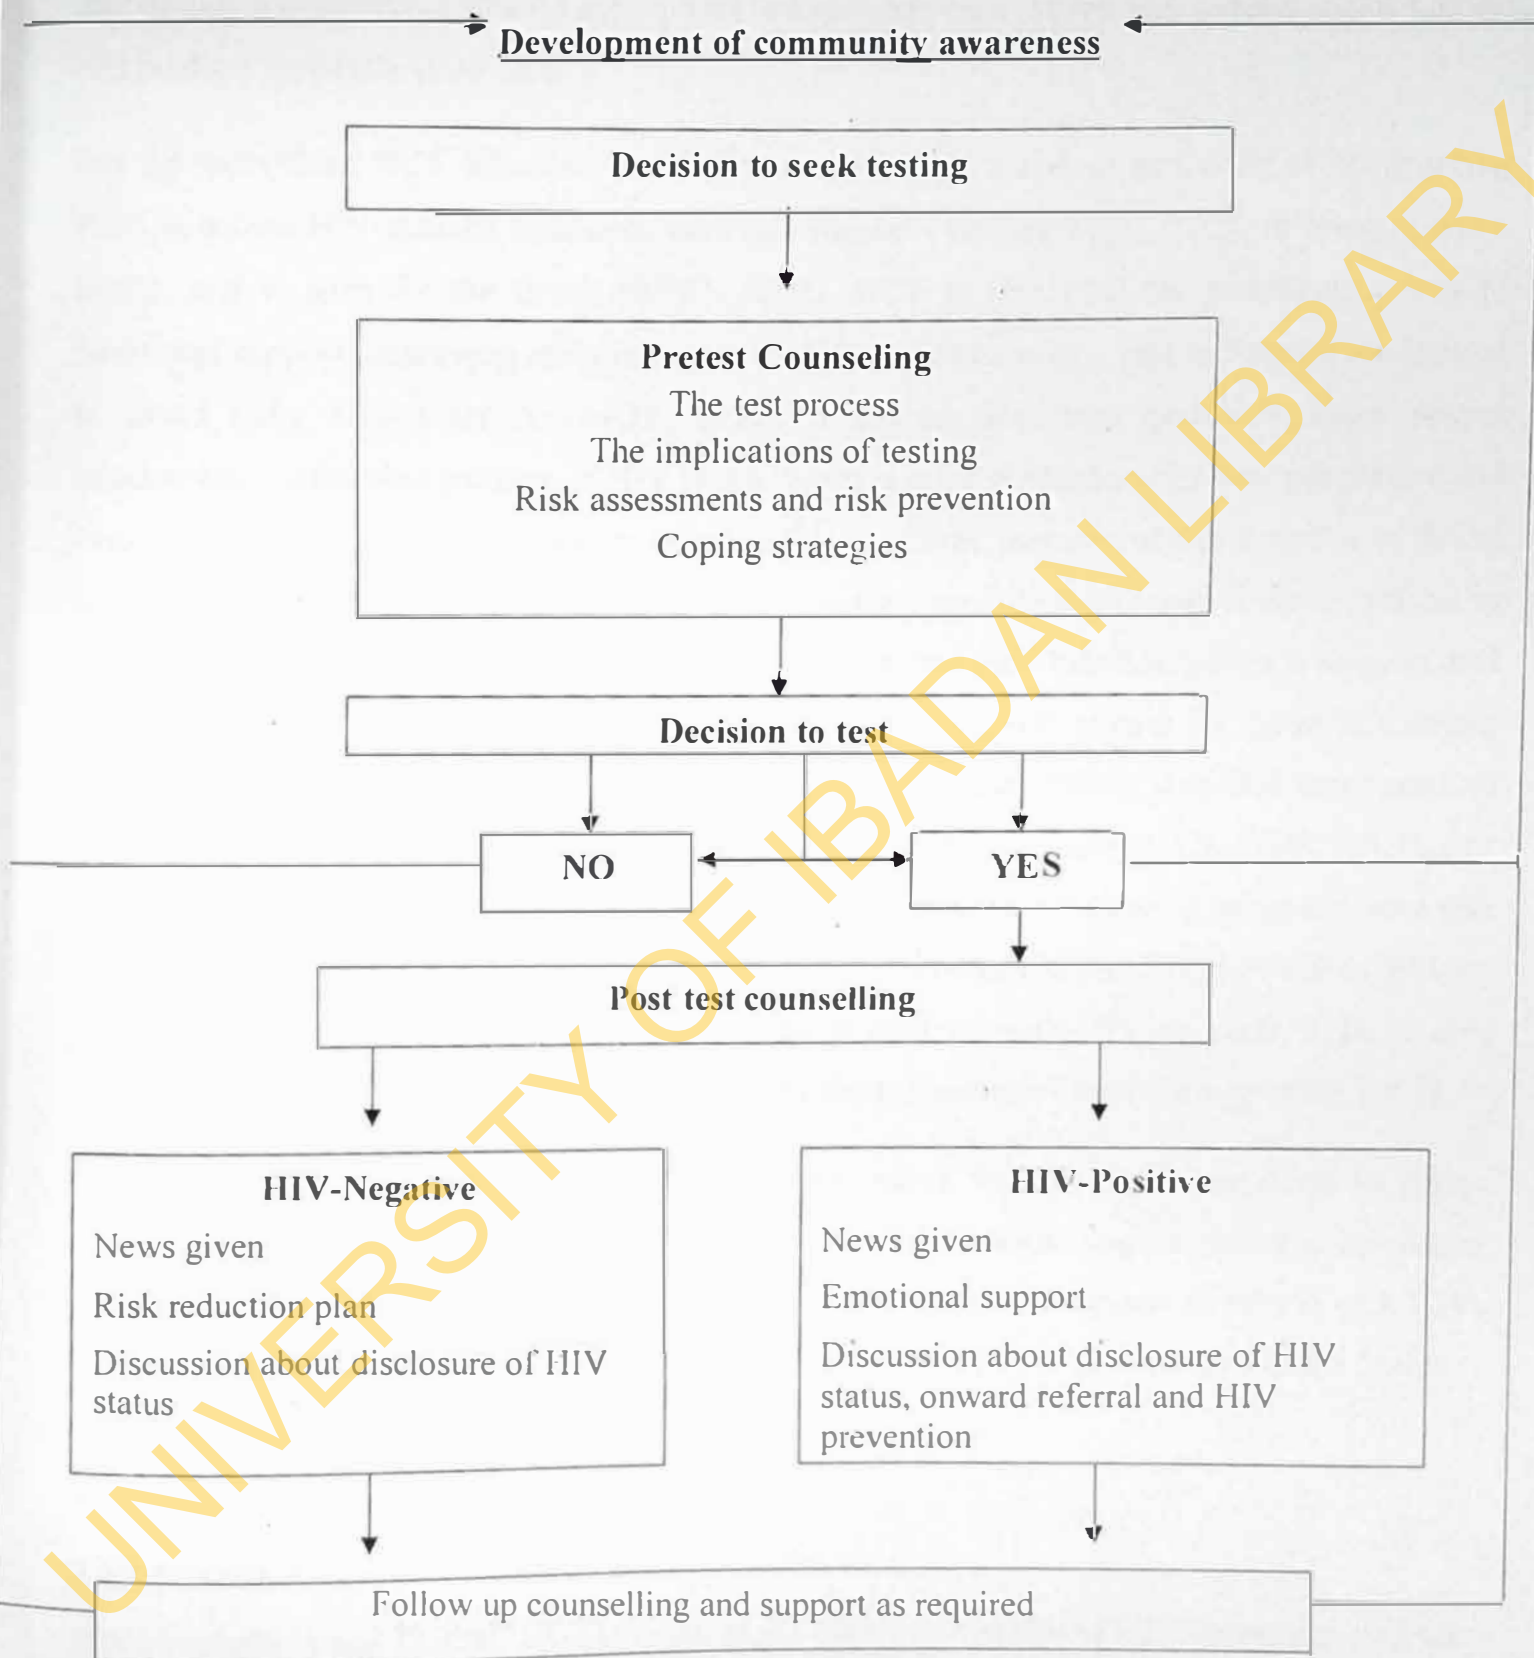 Development of community awareness
Decision to seek testing
Pretest Counseling
The test process
The implications of testing
Risk assessments and risk prevention
Coping strategies
Decision to test
NO
YES
Post test counselling
HIV-Negative
News given
Risk reduction plan
Discussion about disclosure of HIV
status
HIV-Positive
News given
Emotional support
Discussion about disclosure of HIV
status, onward referral and HIV
prevention
Follow up counselling and support as required
UNIVERSITY OF IBADAN LIBRARY